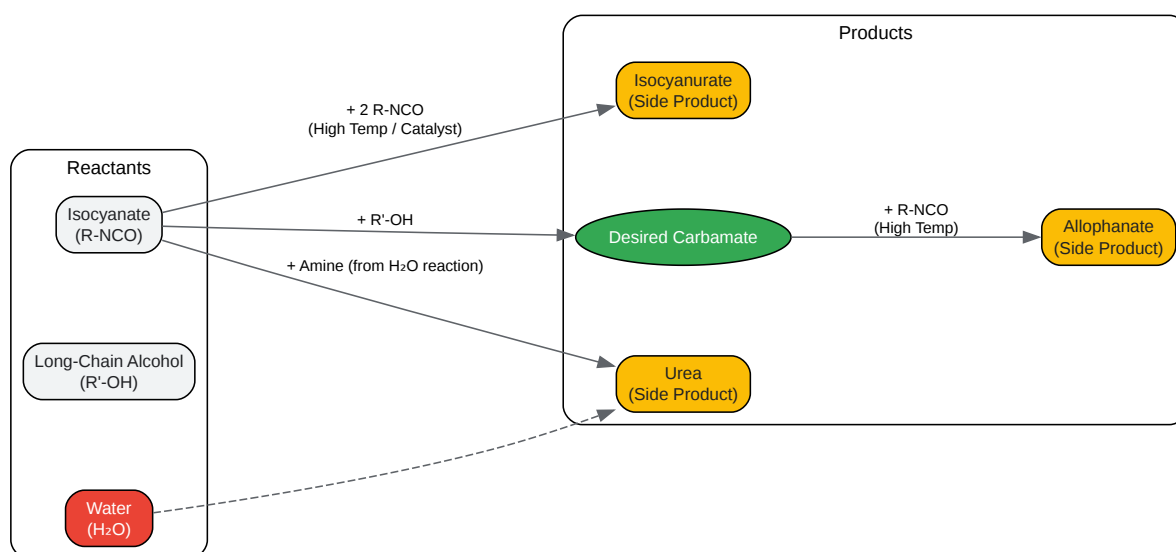 Products
Isocyanurate
(Side Product)
+ 2 R-NCO
(High Temp / Catalyst)
Reactants
Isocyanate
(R-NCO)
+ R'-OH
Desired Carbamate
+ R-NCO
(High Temp)
Allophanate
(Side Product)
+ Amine (from H₂O reaction)
Long-Chain Alcohol
(R'-OH)
Urea
(Side Product)
Water
(H₂O)